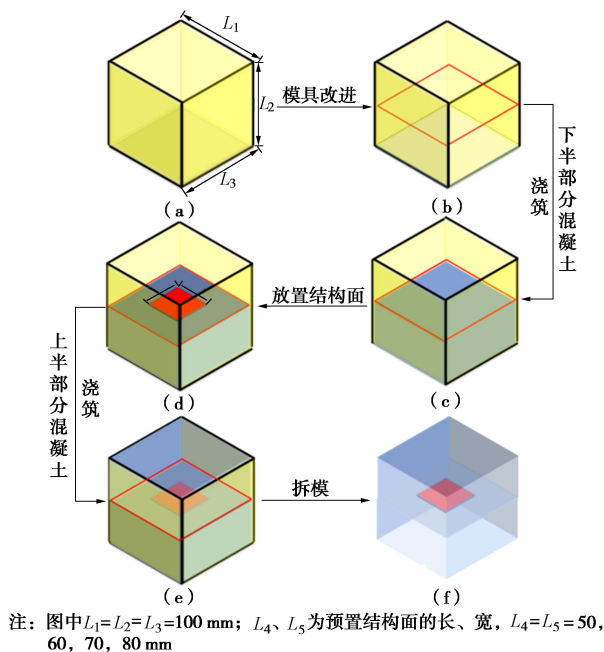 L1
L2
L3
(a)
模具改进
(b)
浇筑
下半部分混凝土
(c)
放置结构面
(d)
上半部分混凝土
浇筑
(e)
拆模
(f)
注：图中L1=L2=L3=100 mm；L4、L5为预置结构面的长、宽，L4=L5=50，
60，70，80 mm